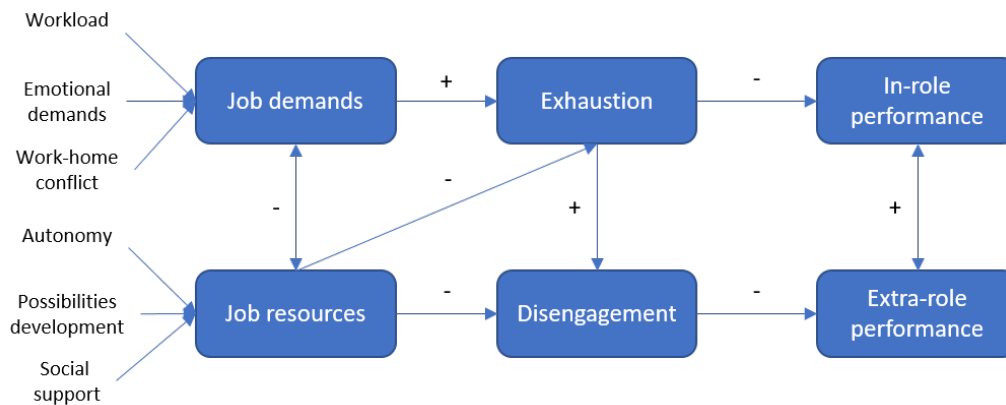 Workload
Job demands
+
Exhaustion
-
In-role
performance
Emotional
demands
Work-home
conflict
-
-
+
+
Autonomy
Job resources
-
Disengagement
-
Extra-role
performance
Possibilities
development
Social
support